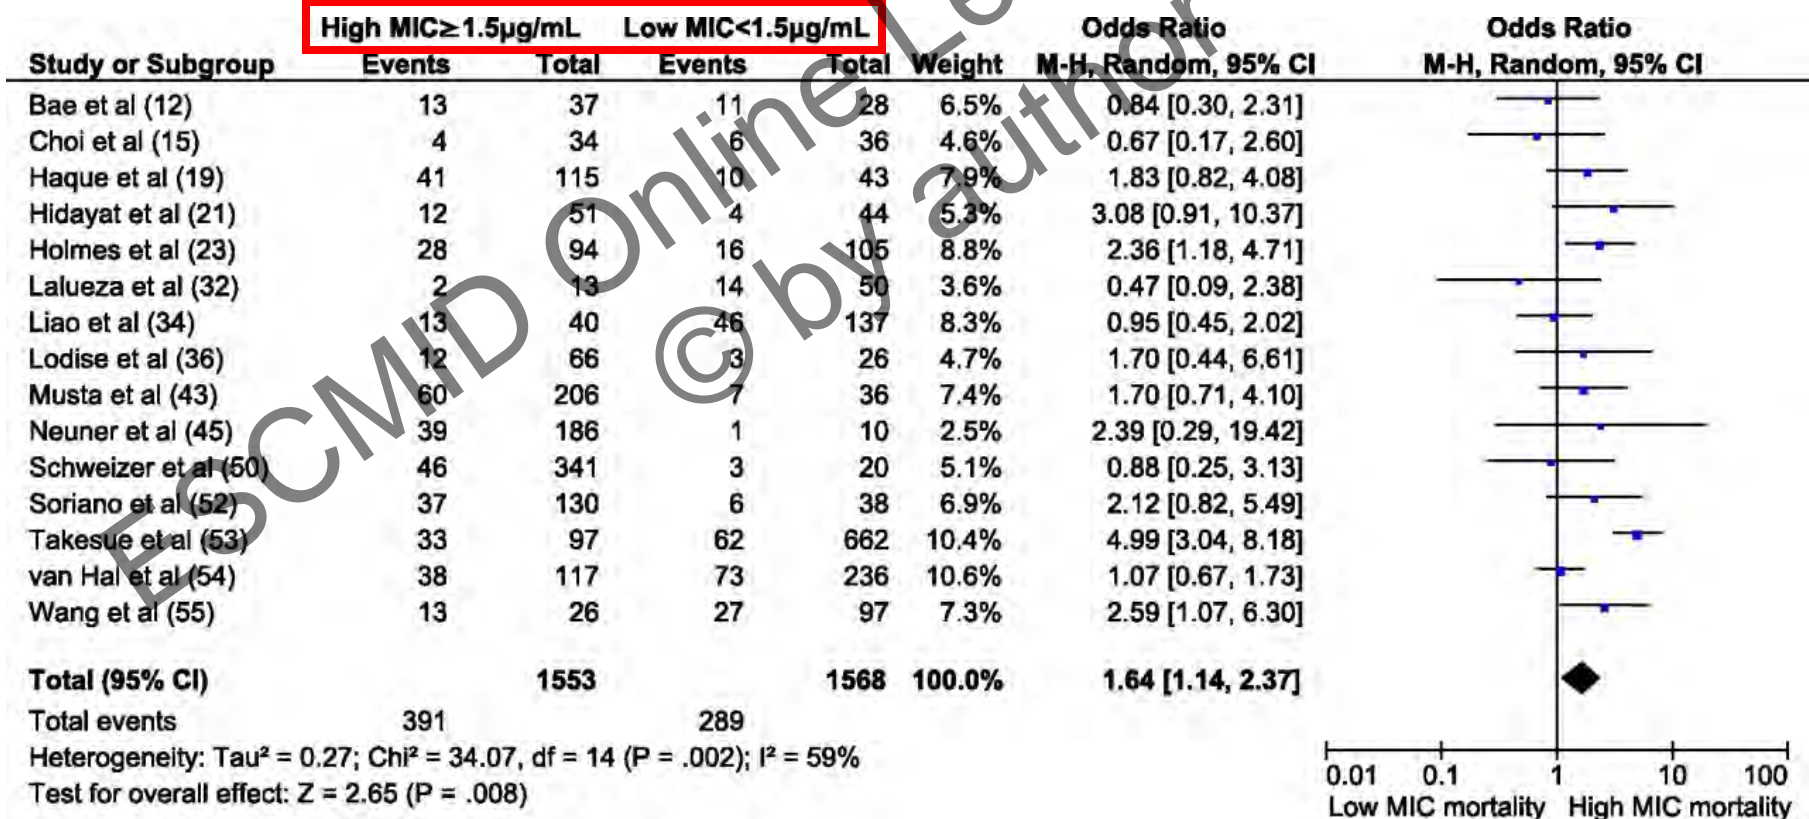 High MIC≥1.5µg/mL Low MIC<1.5µg/mL Odds Ratio Odds Ratio
Study or Subgroup Events Total Events Total Weight M-H, Random, 95% CI M-H, Random, 95% CI
Bae et al (12) 13 37 11 28 6.5% 0.84 [0.30, 2.31]
Choi et al (15) 4 34 6 36 4.6% 0.67 [0.17, 2.60]
Haque et al (19) 41 115 10 43 7.9% 1.83 [0.82, 4.08]
Hidayat et al (21) 12 51 4 44 5.3% 3.08 [0.91, 10.37]
Holmes et al (23) 28 94 16 105 8.8% 2.36 [1.18, 4.71]
Lalueza et al (32) 2 13 14 50 3.6% 0.47 [0.09, 2.38]
Liao et al (34) 13 40 46 137 8.3% 0.95 [0.45, 2.02]
Lodise et al (36) 12 66 3 26 4.7% 1.70 [0.44, 6.61]
Musta et al (43) 60 206 7 36 7.4% 1.70 [0.71, 4.10]
Neuner et al (45) 39 186 1 10 2.5% 2.39 [0.29, 19.42]
Schweizer et al (50) 46 341 3 20 5.1% 0.88 [0.25, 3.13]
Soriano et al (52) 37 130 6 38 6.9% 2.12 [0.82, 5.49]
Takesue et al (53) 33 97 62 662 10.4% 4.99 [3.04, 8.18]
van Hal et al (54) 38 117 73 236 10.6% 1.07 [0.67, 1.73]
Wang et al (55) 13 26 27 97 7.3% 2.59 [1.07, 6.30]
Total (95% CI) 1553 1568 100.0% 1.64 [1.14, 2.37]
Total events 391 289
Heterogeneity: Tau² = 0.27; Chi² = 34.07, df = 14 (P = .002); I² = 59%
Test for overall effect: Z = 2.65 (P = .008)
0.01 0.1 1 10 100
Low MIC mortality High MIC mortality
ESCMID Online
© by author